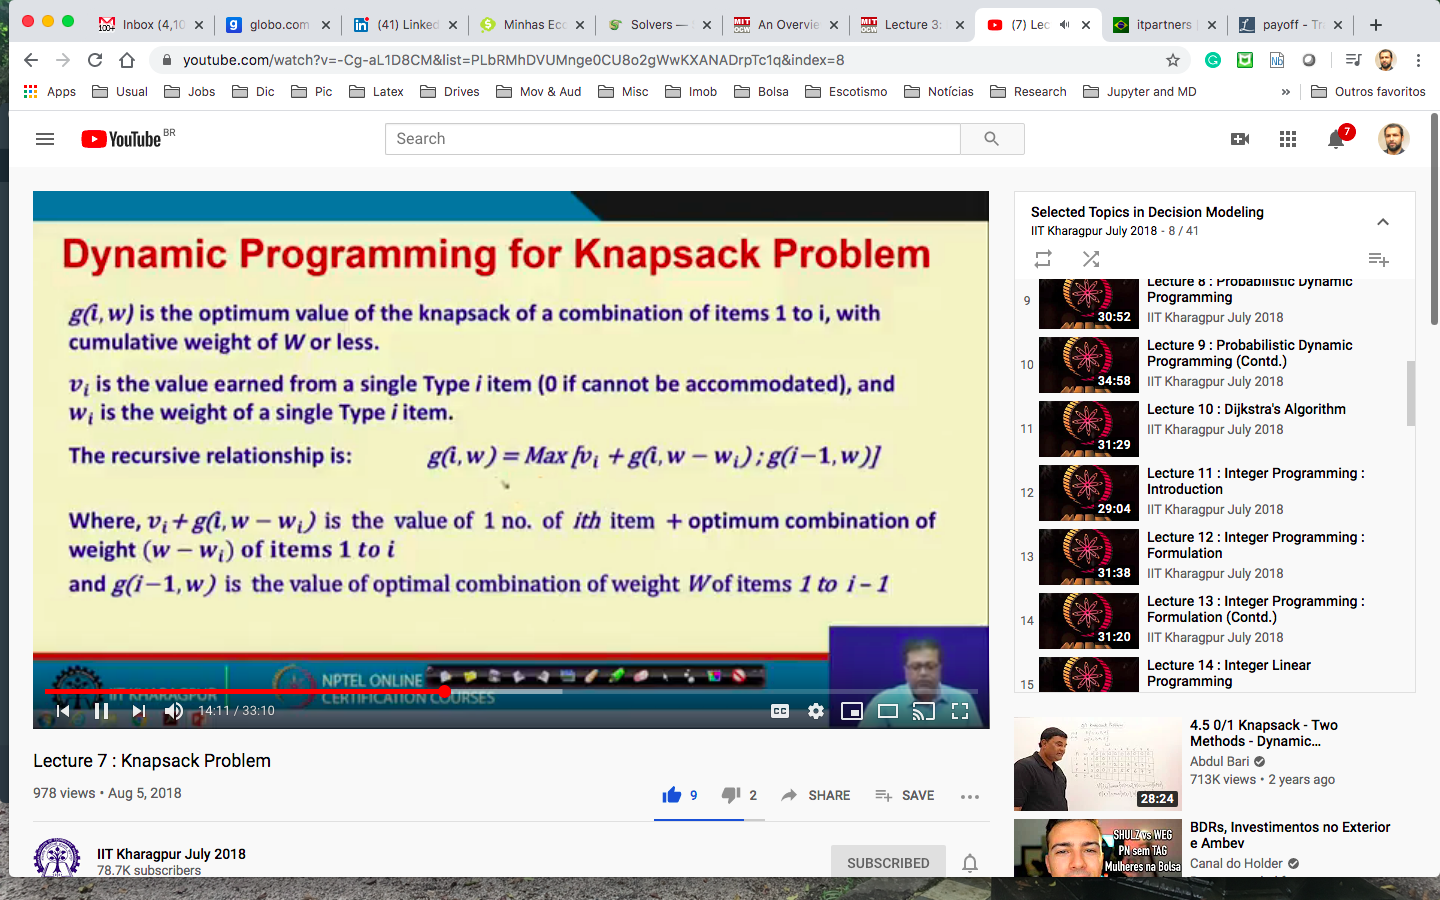 Inbox (4,10
globo.com
(41) Linked
Minhas Ecc
Solvers —
An Overvie
Lecture 3:
(7) Lec
itpartners
payoff - Tra
youtube.com/watch?v=-Cg-aL1D8CM&list=PLbRMhDVUMnge0CU8o2gWwKXANADrpTc1q&index=8
Apps
Usual
Jobs
Dic
Pic
Latex
Drives
Mov & Aud
Misc
Imob
Bolsa
Escotismo
Notícias
Research
Jupyter and MD
»
Outros favoritos
YouTube BR
Search
7
Dynamic Programming for Knapsack Problem
g(i, w) is the optimum value of the knapsack of a combination of items 1 to i, with
cumulative weight of W or less.
vᵢ is the value earned from a single Type i item (0 if cannot be accommodated), and
wᵢ is the weight of a single Type i item.
The recursive relationship is: g(i, w) = Max [vᵢ + g(i, w − wᵢ) ; g(i−1, w)]
Where, vᵢ + g(i, w − wᵢ) is the value of 1 no. of ith item + optimum combination of
weight (w − wᵢ) of items 1 to i
and g(i−1, w) is the value of optimal combination of weight W of items 1 to i – 1
IIT KHARAGPUR
NPTEL ONLINE
CERTIFICATION COURSES
14:11 / 33:10
CC
Lecture 7 : Knapsack Problem
978 views • Aug 5, 2018
9
2
SHARE
SAVE
IIT Kharagpur July 2018
78.7K subscribers
SUBSCRIBED
Selected Topics in Decision Modeling
IIT Kharagpur July 2018 - 8 / 41
9
30:52
Lecture 8 : Probabilistic Dynamic
Programming
IIT Kharagpur July 2018
10
34:58
Lecture 9 : Probabilistic Dynamic
Programming (Contd.)
IIT Kharagpur July 2018
11
31:29
Lecture 10 : Dijkstra's Algorithm
IIT Kharagpur July 2018
12
29:04
Lecture 11 : Integer Programming :
Introduction
IIT Kharagpur July 2018
13
31:38
Lecture 12 : Integer Programming :
Formulation
IIT Kharagpur July 2018
14
31:20
Lecture 13 : Integer Programming :
Formulation (Contd.)
IIT Kharagpur July 2018
15
Lecture 14 : Integer Linear
Programming
28:24
4.5 0/1 Knapsack - Two
Methods - Dynamic...
Abdul Bari
713K views • 2 years ago
SHULZ vs WEG
PN sem TAG
Mulheres na Bolsa
BDRs, Investimentos no Exterior
e Ambev
Canal do Holder